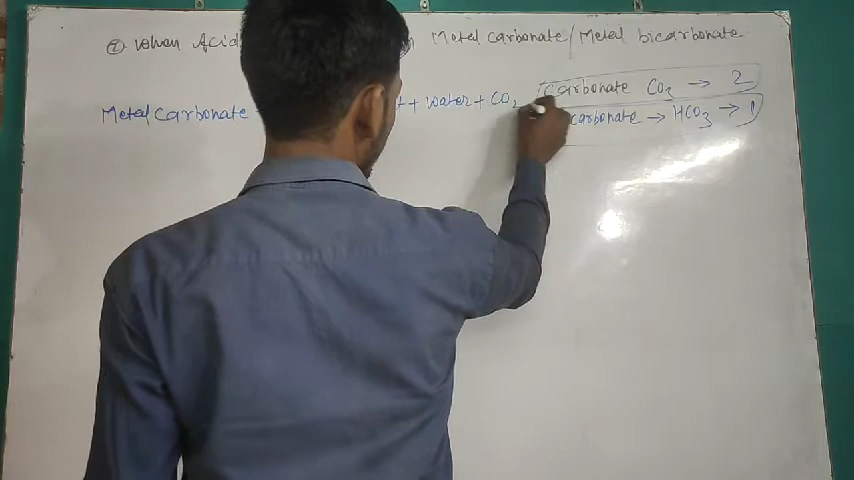 ② when Acid Metal carbonate/Metal bicarbonate
Metal carbonate + water + CO₂
Carbonate CO₃ → 2
carbonate → HCO₃ → 1